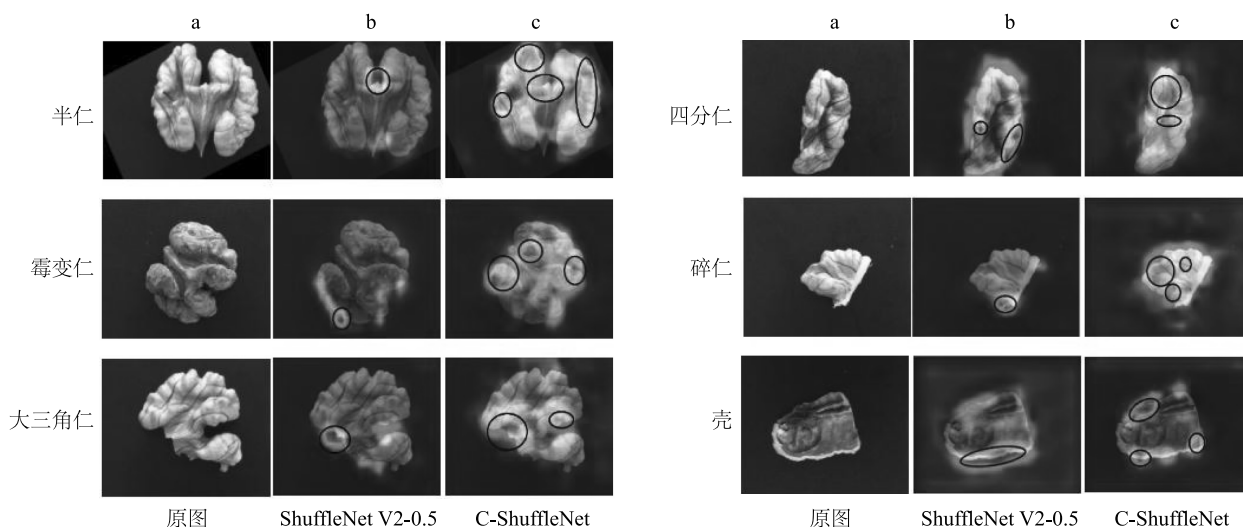 a b c a b c
半仁 四分仁
霉变仁 碎仁
大三角仁 壳
原图 ShuffleNet V2-0.5 C-ShuffleNet 原图 ShuffleNet V2-0.5 C-ShuffleNet